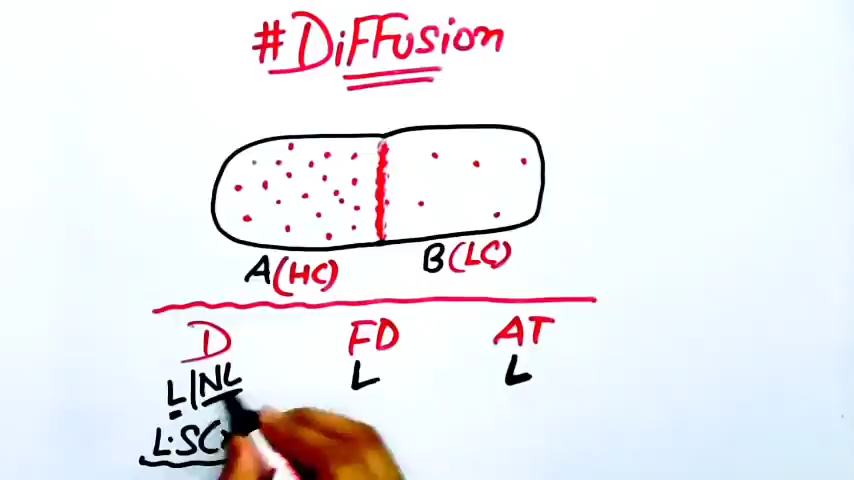 #Diffusion
A(HC) B(LC)
D FD AT
L|NL L L
L.SC